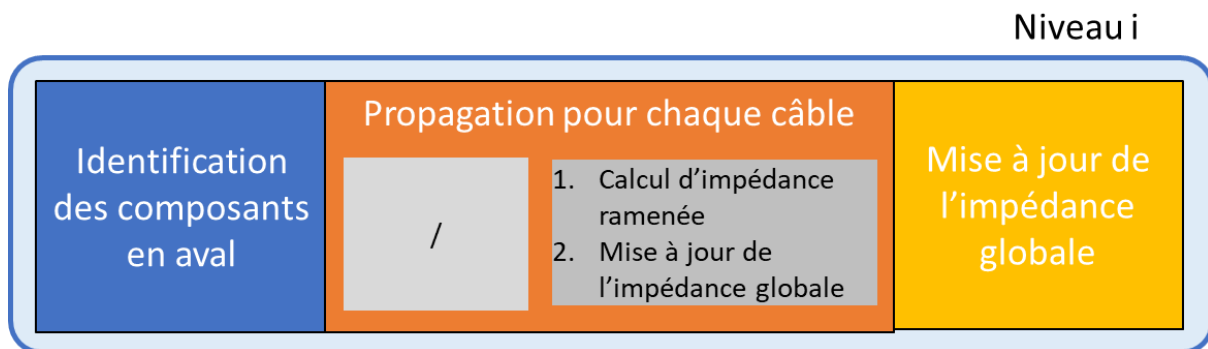 Niveau i
Identification
des composants
en aval
Propagation pour chaque câble
/
1. Calcul d’impédance
ramenée
2. Mise à jour de
l’impédance globale
Mise à jour de
l’impédance
globale